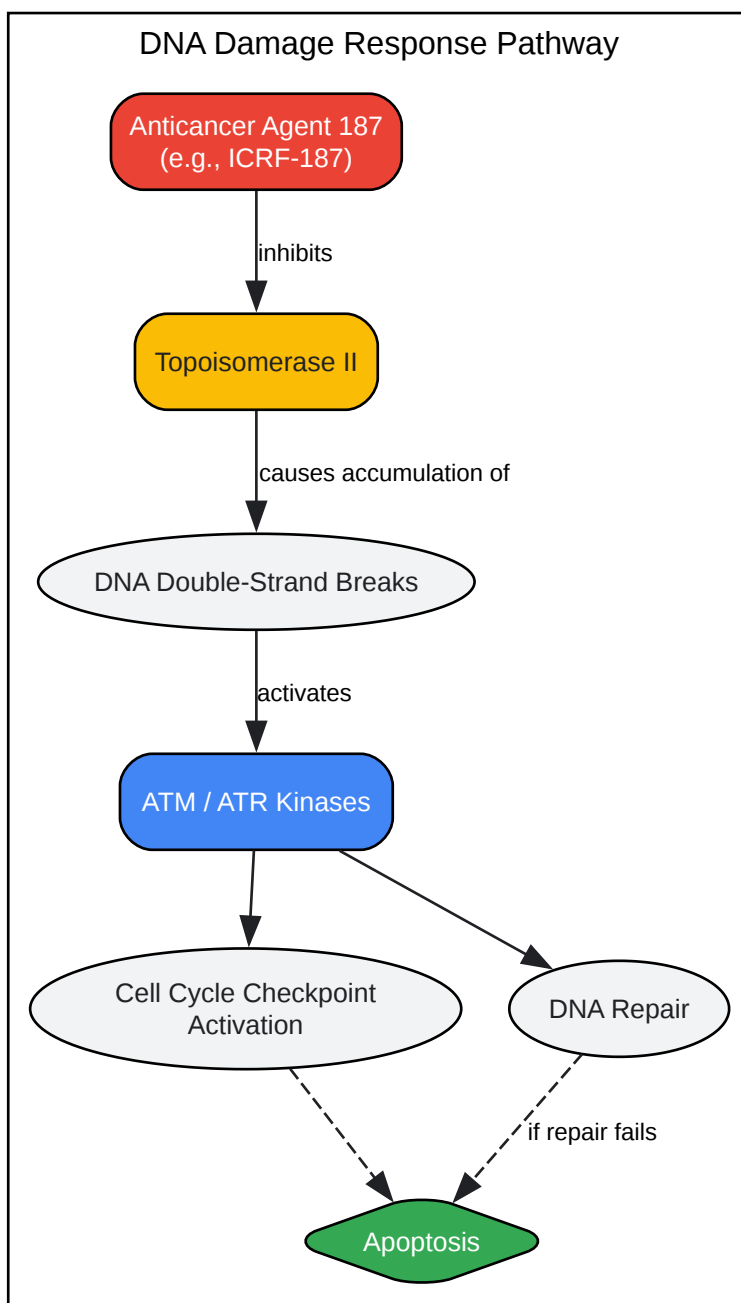 DNA Damage Response Pathway
Anticancer Agent 187
(e.g., ICRF-187)
inhibits
Topoisomerase II
causes accumulation of
DNA Double-Strand Breaks
activates
ATM / ATR Kinases
Cell Cycle Checkpoint
Activation
DNA Repair
if repair fails
Apoptosis